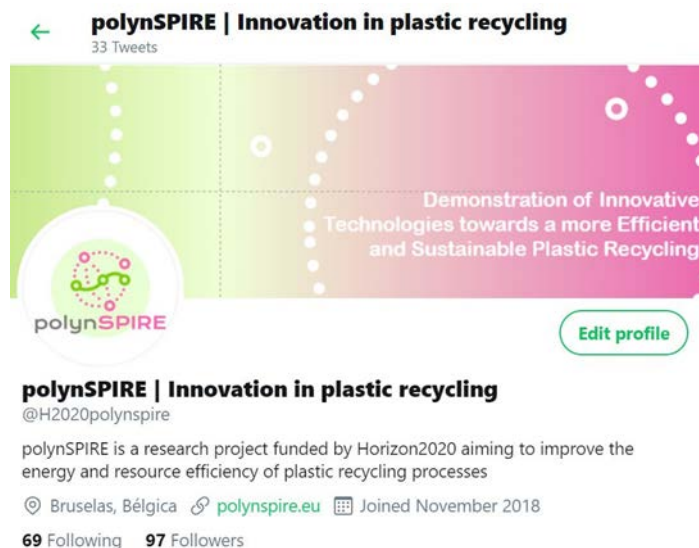 polynSPIRE | Innovation in plastic recycling
33 Tweets
Demonstration of Innovative
Technologies towards a more Efficient
and Sustainable Plastic Recycling
polynSPIRE
Edit profile
polynSPIRE | Innovation in plastic recycling
@H2020polynspire
polynSPIRE is a research project funded by Horizon2020 aiming to improve the
energy and resource efficiency of plastic recycling processes
Bruselas, Bélgica polynspire.eu Joined November 2018
69 Following 97 Followers